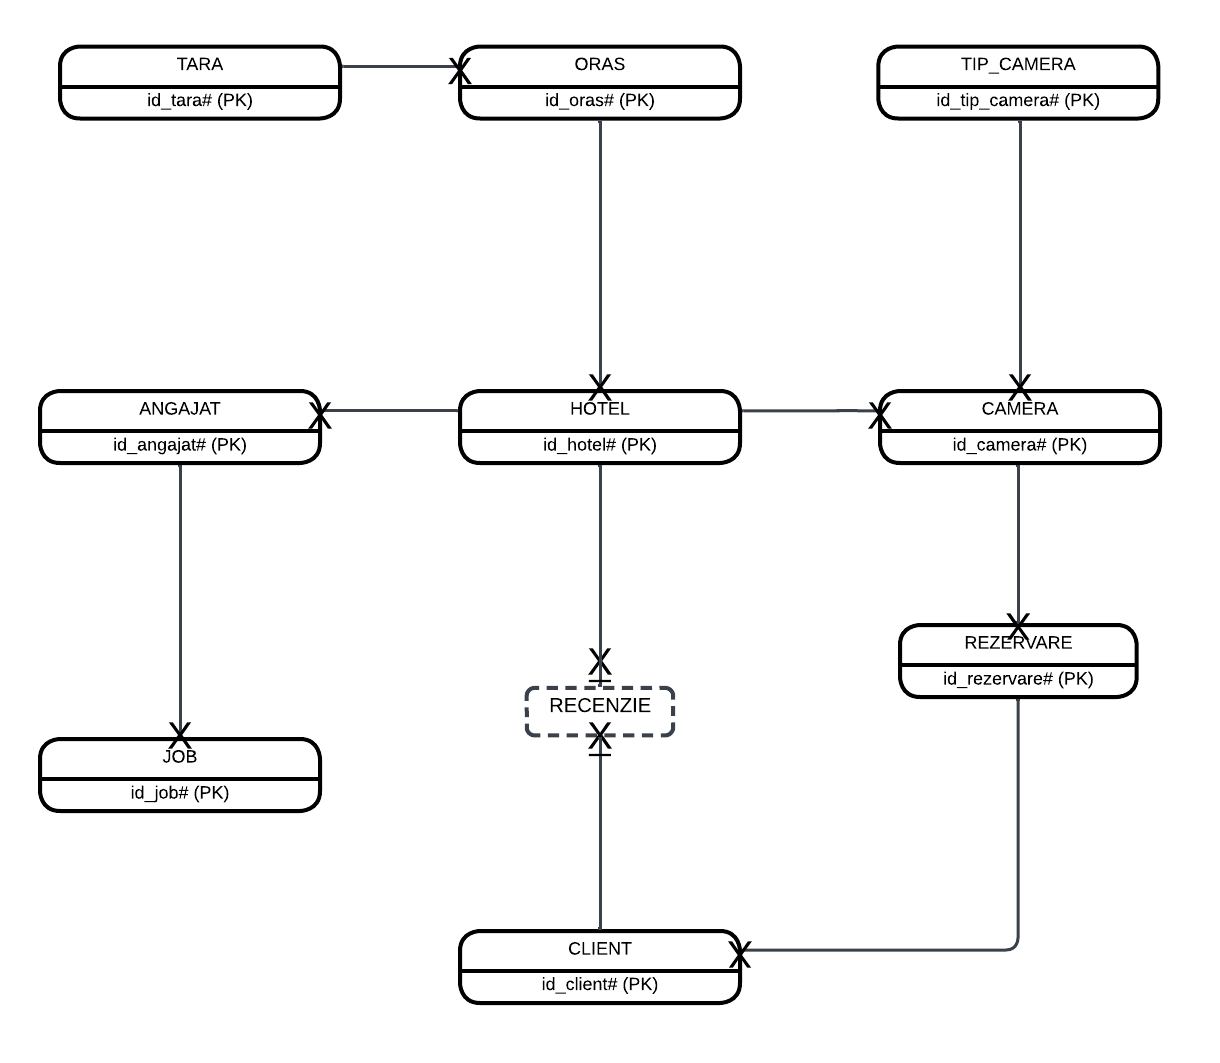 TARA
id_tara# (PK)
ORAS
id_oras# (PK)
TIP_CAMERA
id_tip_camera# (PK)
ANGAJAT
id_angajat# (PK)
HOTEL
id_hotel# (PK)
CAMERA
id_camera# (PK)
REZERVARE
id_rezervare# (PK)
RECENZIE
JOB
id_job# (PK)
CLIENT
id_client# (PK)